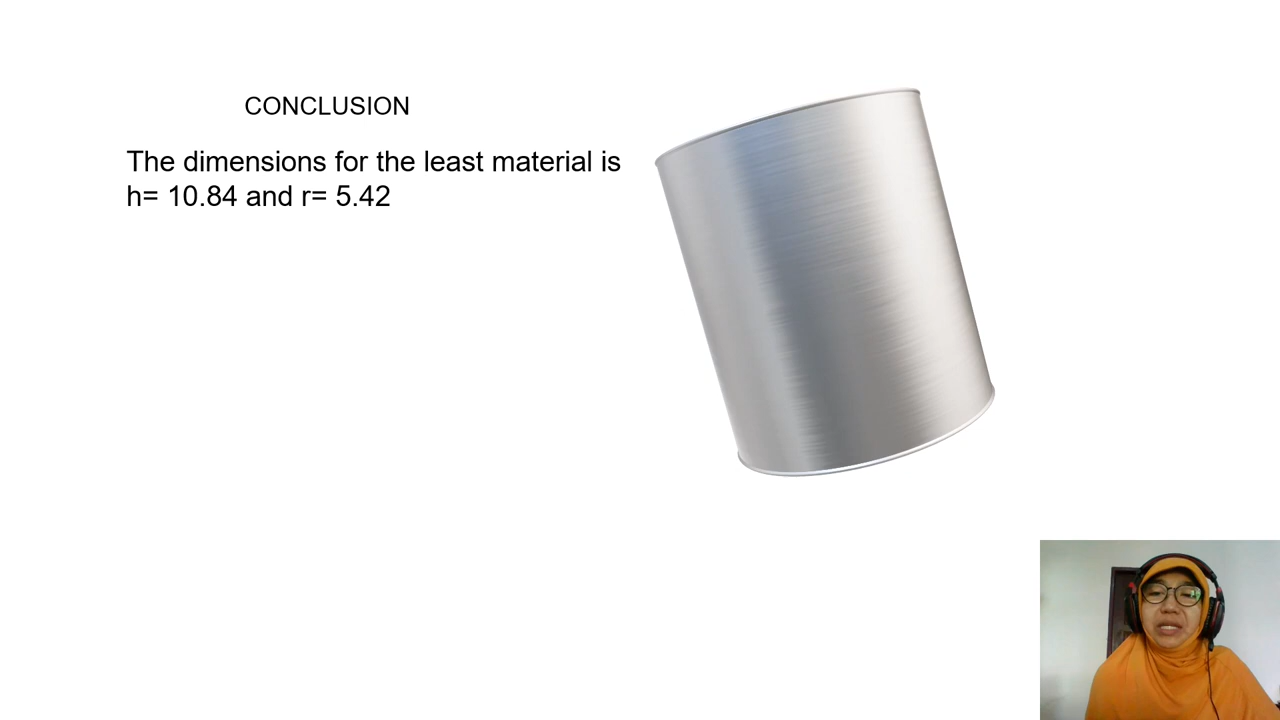 CONCLUSION
The dimensions for the least material is
h= 10.84 and r= 5.42